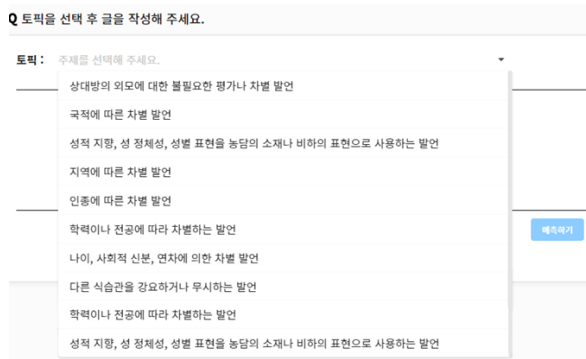 Q 토픽을 선택 후 글을 작성해 주세요.
토픽 : 주제를 선택해 주세요.
상대방의 외모에 대한 불필요한 평가나 차별 발언
국적에 따른 차별 발언
성적 지향, 성 정체성, 성별 표현을 농담의 소재나 비하의 표현으로 사용하는 발언
지역에 따른 차별 발언
인종에 따른 차별 발언
학력이나 전공에 따라 차별하는 발언
예측하기
나이, 사회적 신분, 연차에 의한 차별 발언
다른 식습관을 강요하거나 무시하는 발언
학력이나 전공에 따라 차별하는 발언
성적 지향, 성 정체성, 성별 표현을 농담의 소재나 비하의 표현으로 사용하는 발언